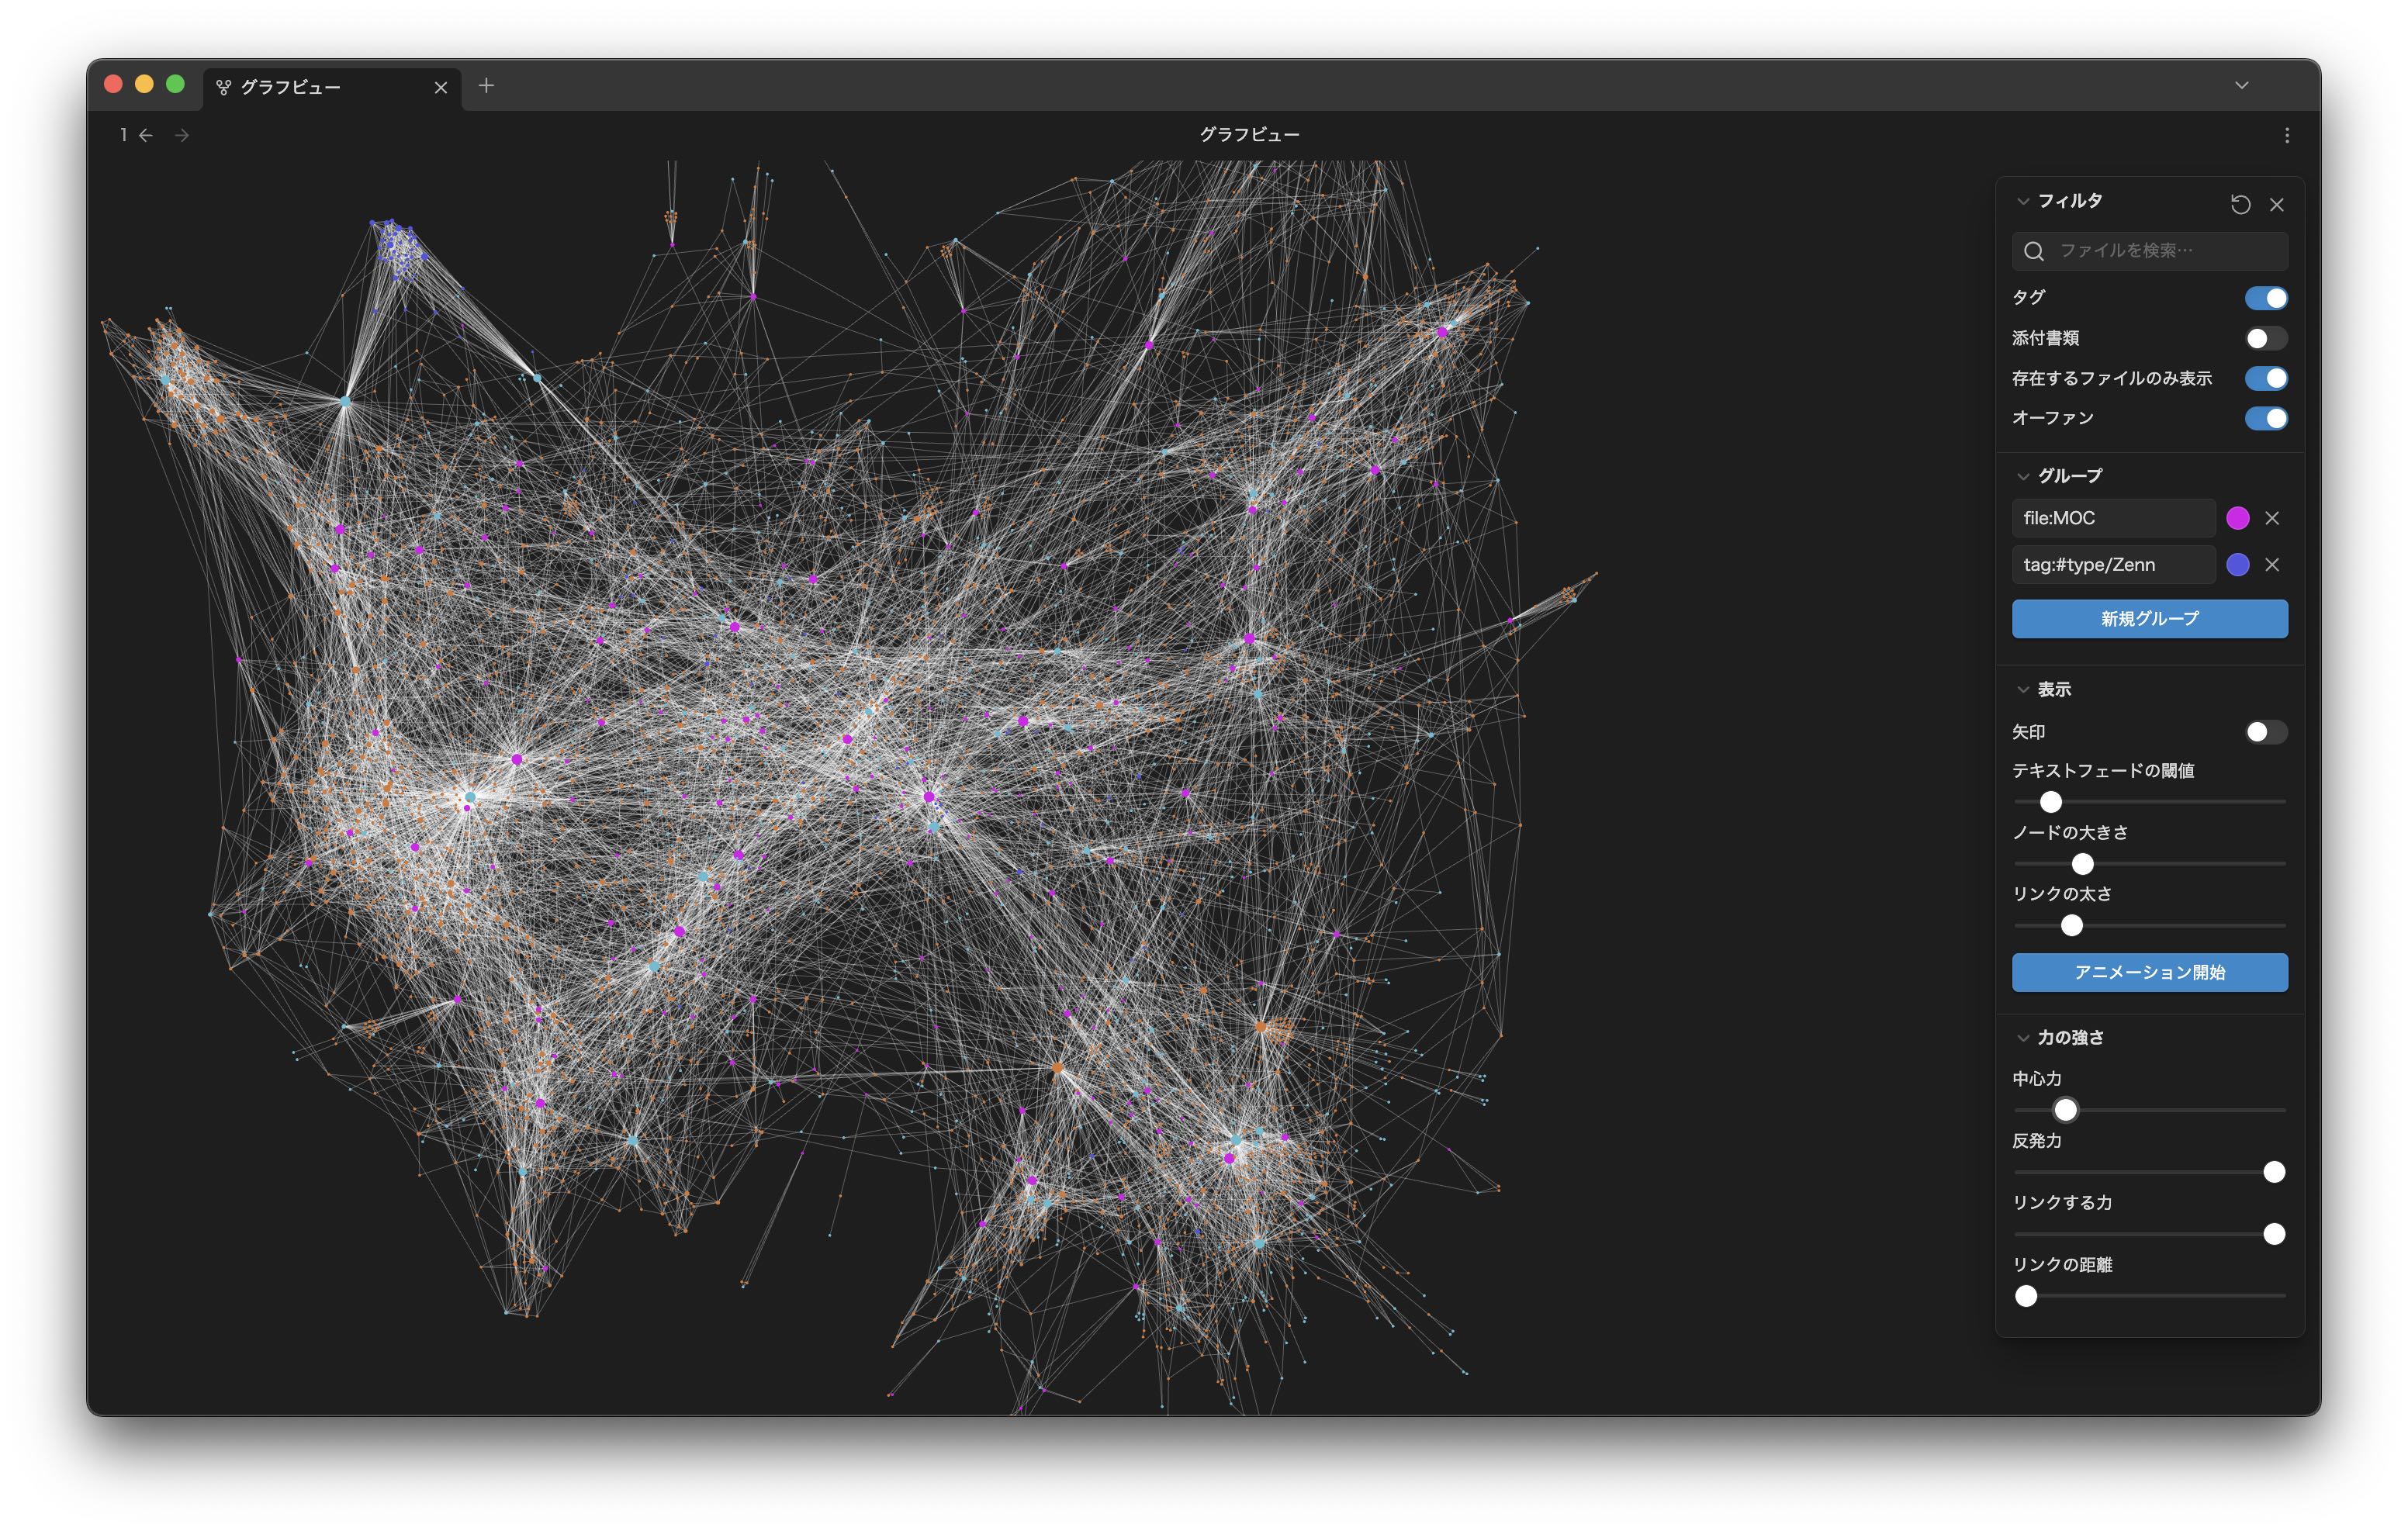 グラフビュー
1
グラフビュー
フィルタ
ファイルを検索…
タグ
添付書類
存在するファイルのみ表示
オーファン
グループ
file:MOC
tag:#type/Zenn
新規グループ
表示
矢印
テキストフェードの閾値
ノードの大きさ
リンクの太さ
アニメーション開始
力の強さ
中心力
反発力
リンクする力
リンクの距離